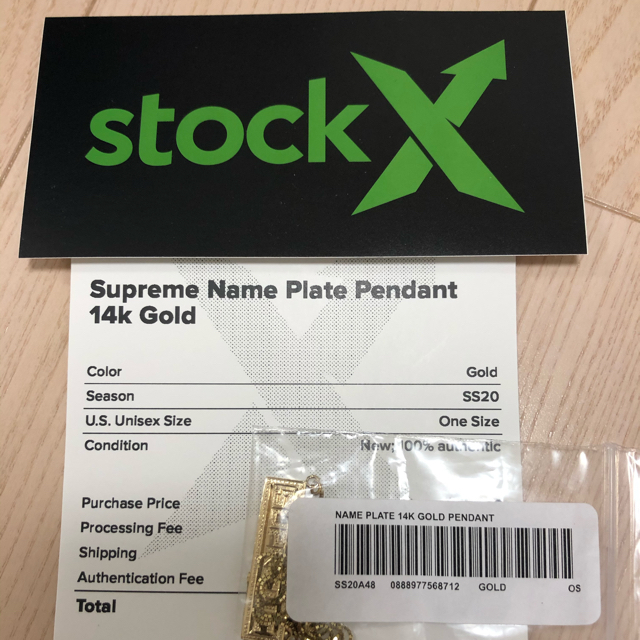 stockX
Supreme Name Plate Pendant
14k Gold
Color Gold
Season SS20
U.S. Unisex Size One Size
Condition New; 100% authentic
Purchase Price
Processing Fee
Shipping
Authentication Fee
Total
NAME PLATE 14K GOLD PENDANT
SS20A48 0888977568712 GOLD OS